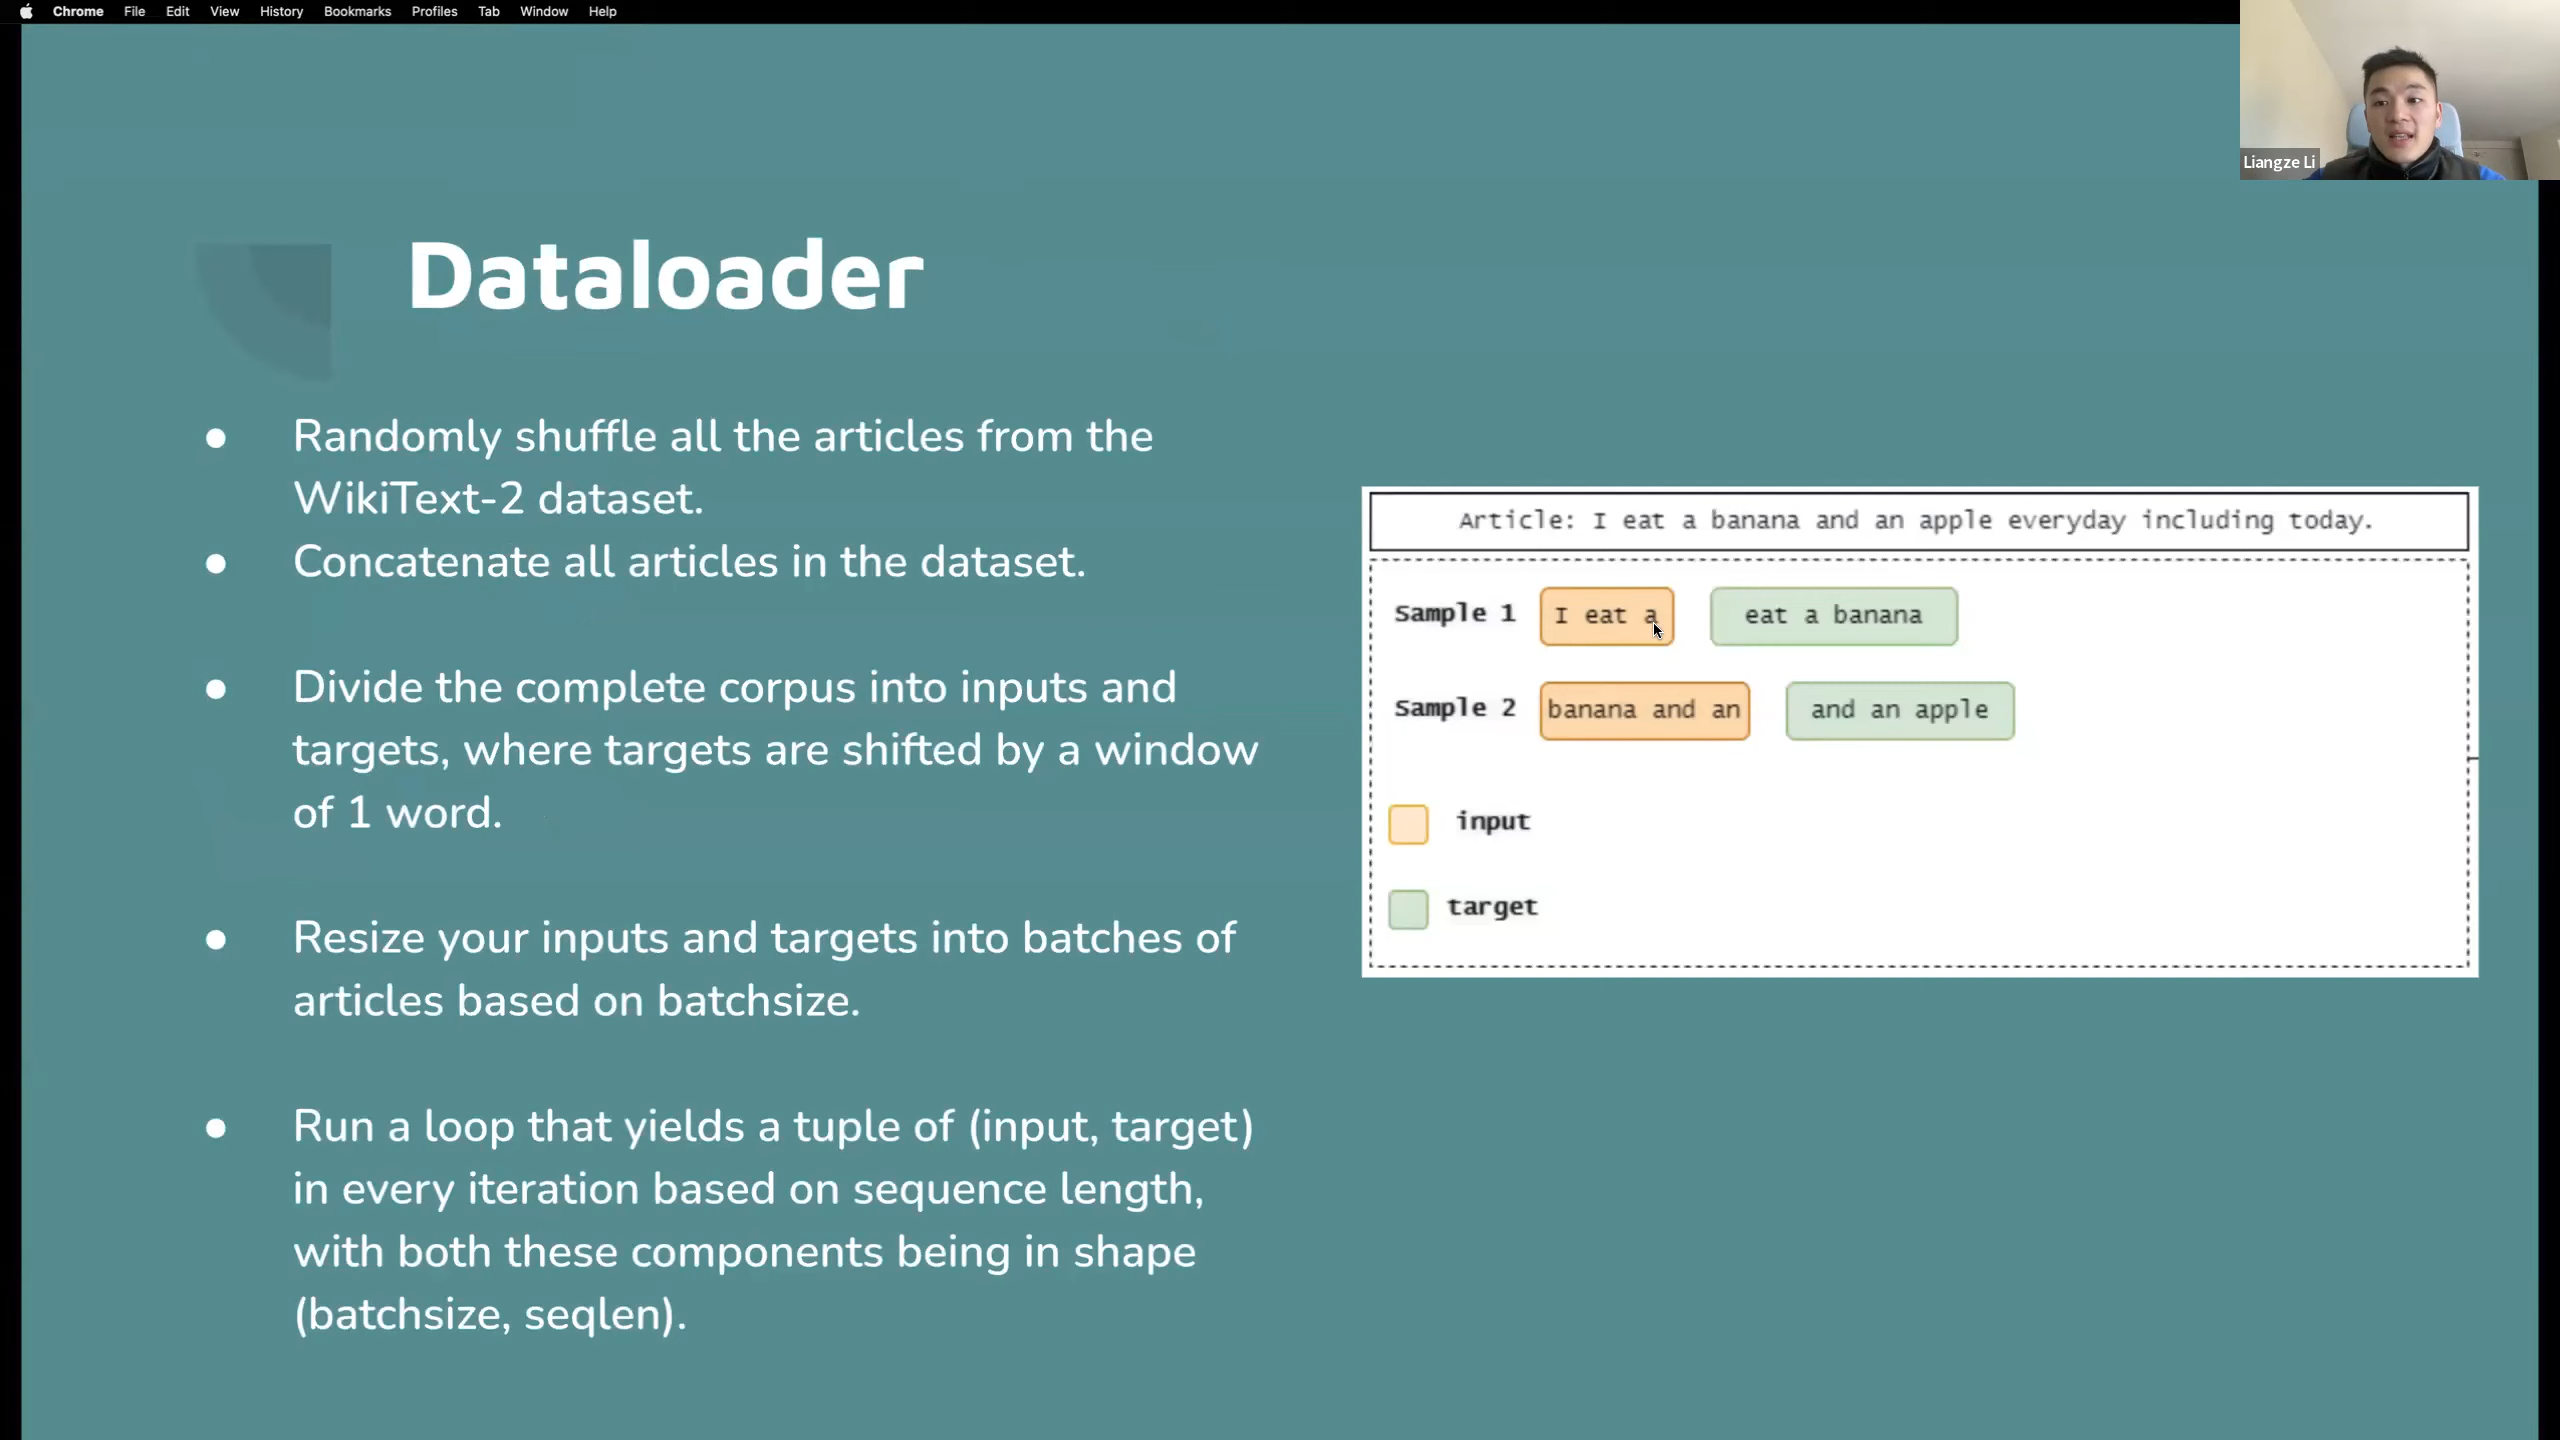 Chrome File Edit View History Bookmarks Profiles Tab Window Help
Liangze Li
Dataloader
● Randomly shuffle all the articles from the
WikiText-2 dataset.
● Concatenate all articles in the dataset.
● Divide the complete corpus into inputs and
targets, where targets are shifted by a window
of 1 word.
● Resize your inputs and targets into batches of
articles based on batchsize.
● Run a loop that yields a tuple of (input, target)
in every iteration based on sequence length,
with both these components being in shape
(batchsize, seqlen).
Article: I eat a banana and an apple everyday including today.
Sample 1 I eat a eat a banana
Sample 2 banana and an and an apple
input
target